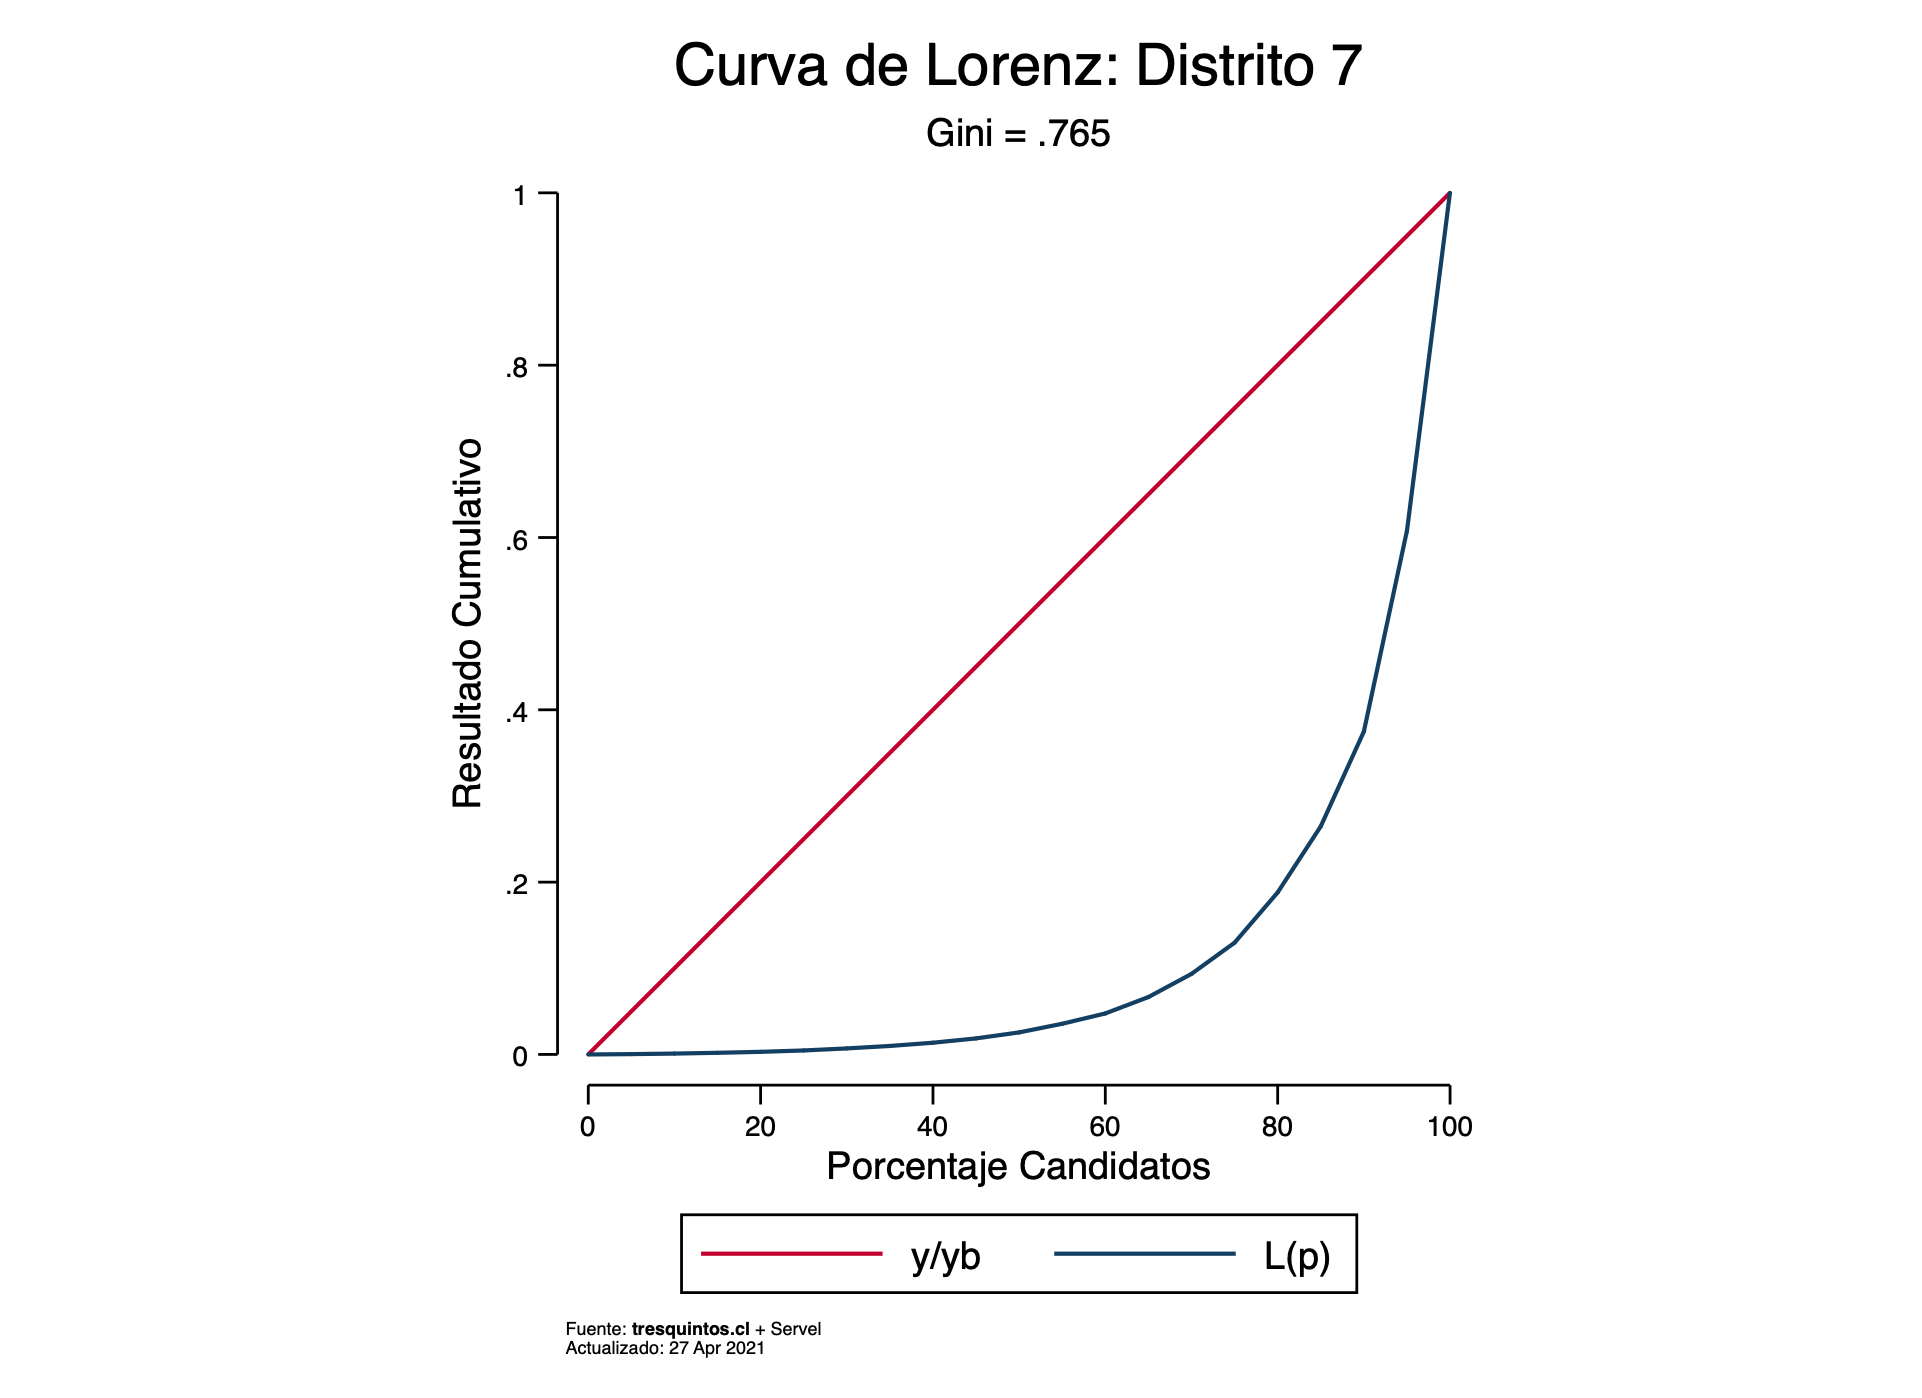 Curva de Lorenz: Distrito 7
Gini = .765
Resultado Cumulativo
1
.8
.6
.4
.2
0
0 20 40 60 80 100
Porcentaje Candidatos
y/yb L(p)
Fuente: tresquintos.cl + Servel
Actualizado: 27 Apr 2021